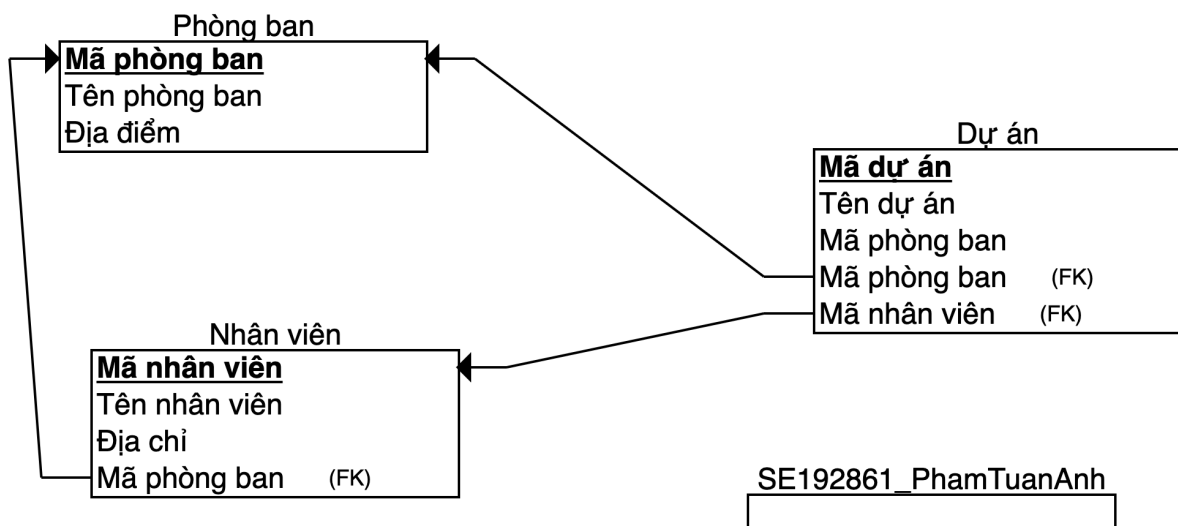 Phòng ban
Mã phòng ban
Tên phòng ban
Địa điểm
Dự án
Mã dự án
Tên dự án
Mã phòng ban
Mã phòng ban (FK)
Mã nhân viên (FK)
Nhân viên
Mã nhân viên
Tên nhân viên
Địa chỉ
Mã phòng ban (FK)
SE192861_PhamTuanAnh